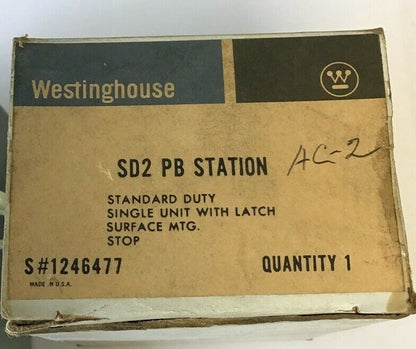 Westinghouse
W
SD2 PB STATION AC-2
STANDARD DUTY
SINGLE UNIT WITH LATCH
SURFACE MTG.
STOP
S#1246477 QUANTITY 1
MADE IN U.S.A.